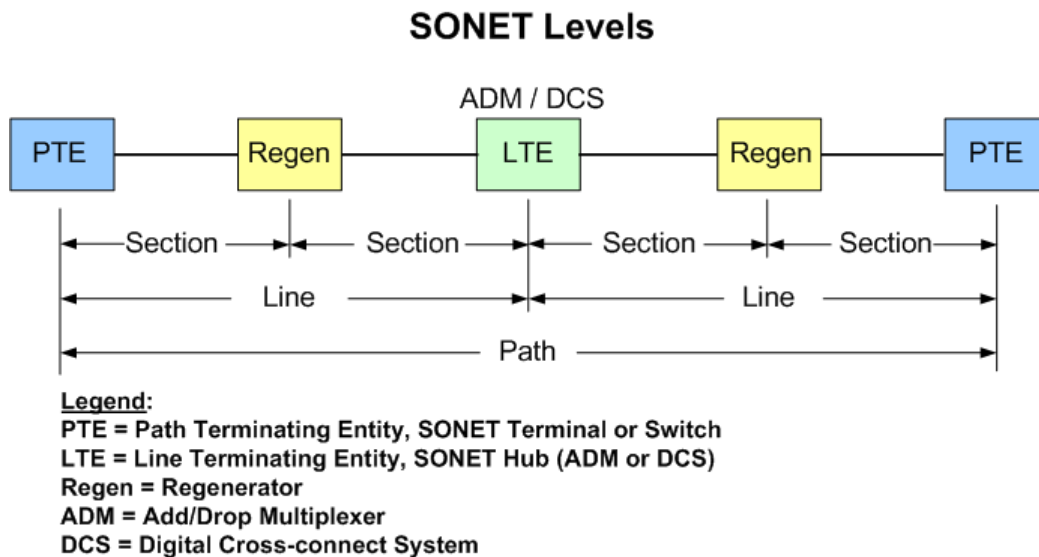 SONET Levels
ADM / DCS
PTE Regen LTE Regen PTE
Section Section Section Section
Line Line
Path
Legend:
PTE = Path Terminating Entity, SONET Terminal or Switch
LTE = Line Terminating Entity, SONET Hub (ADM or DCS)
Regen = Regenerator
ADM = Add/Drop Multiplexer
DCS = Digital Cross-connect System